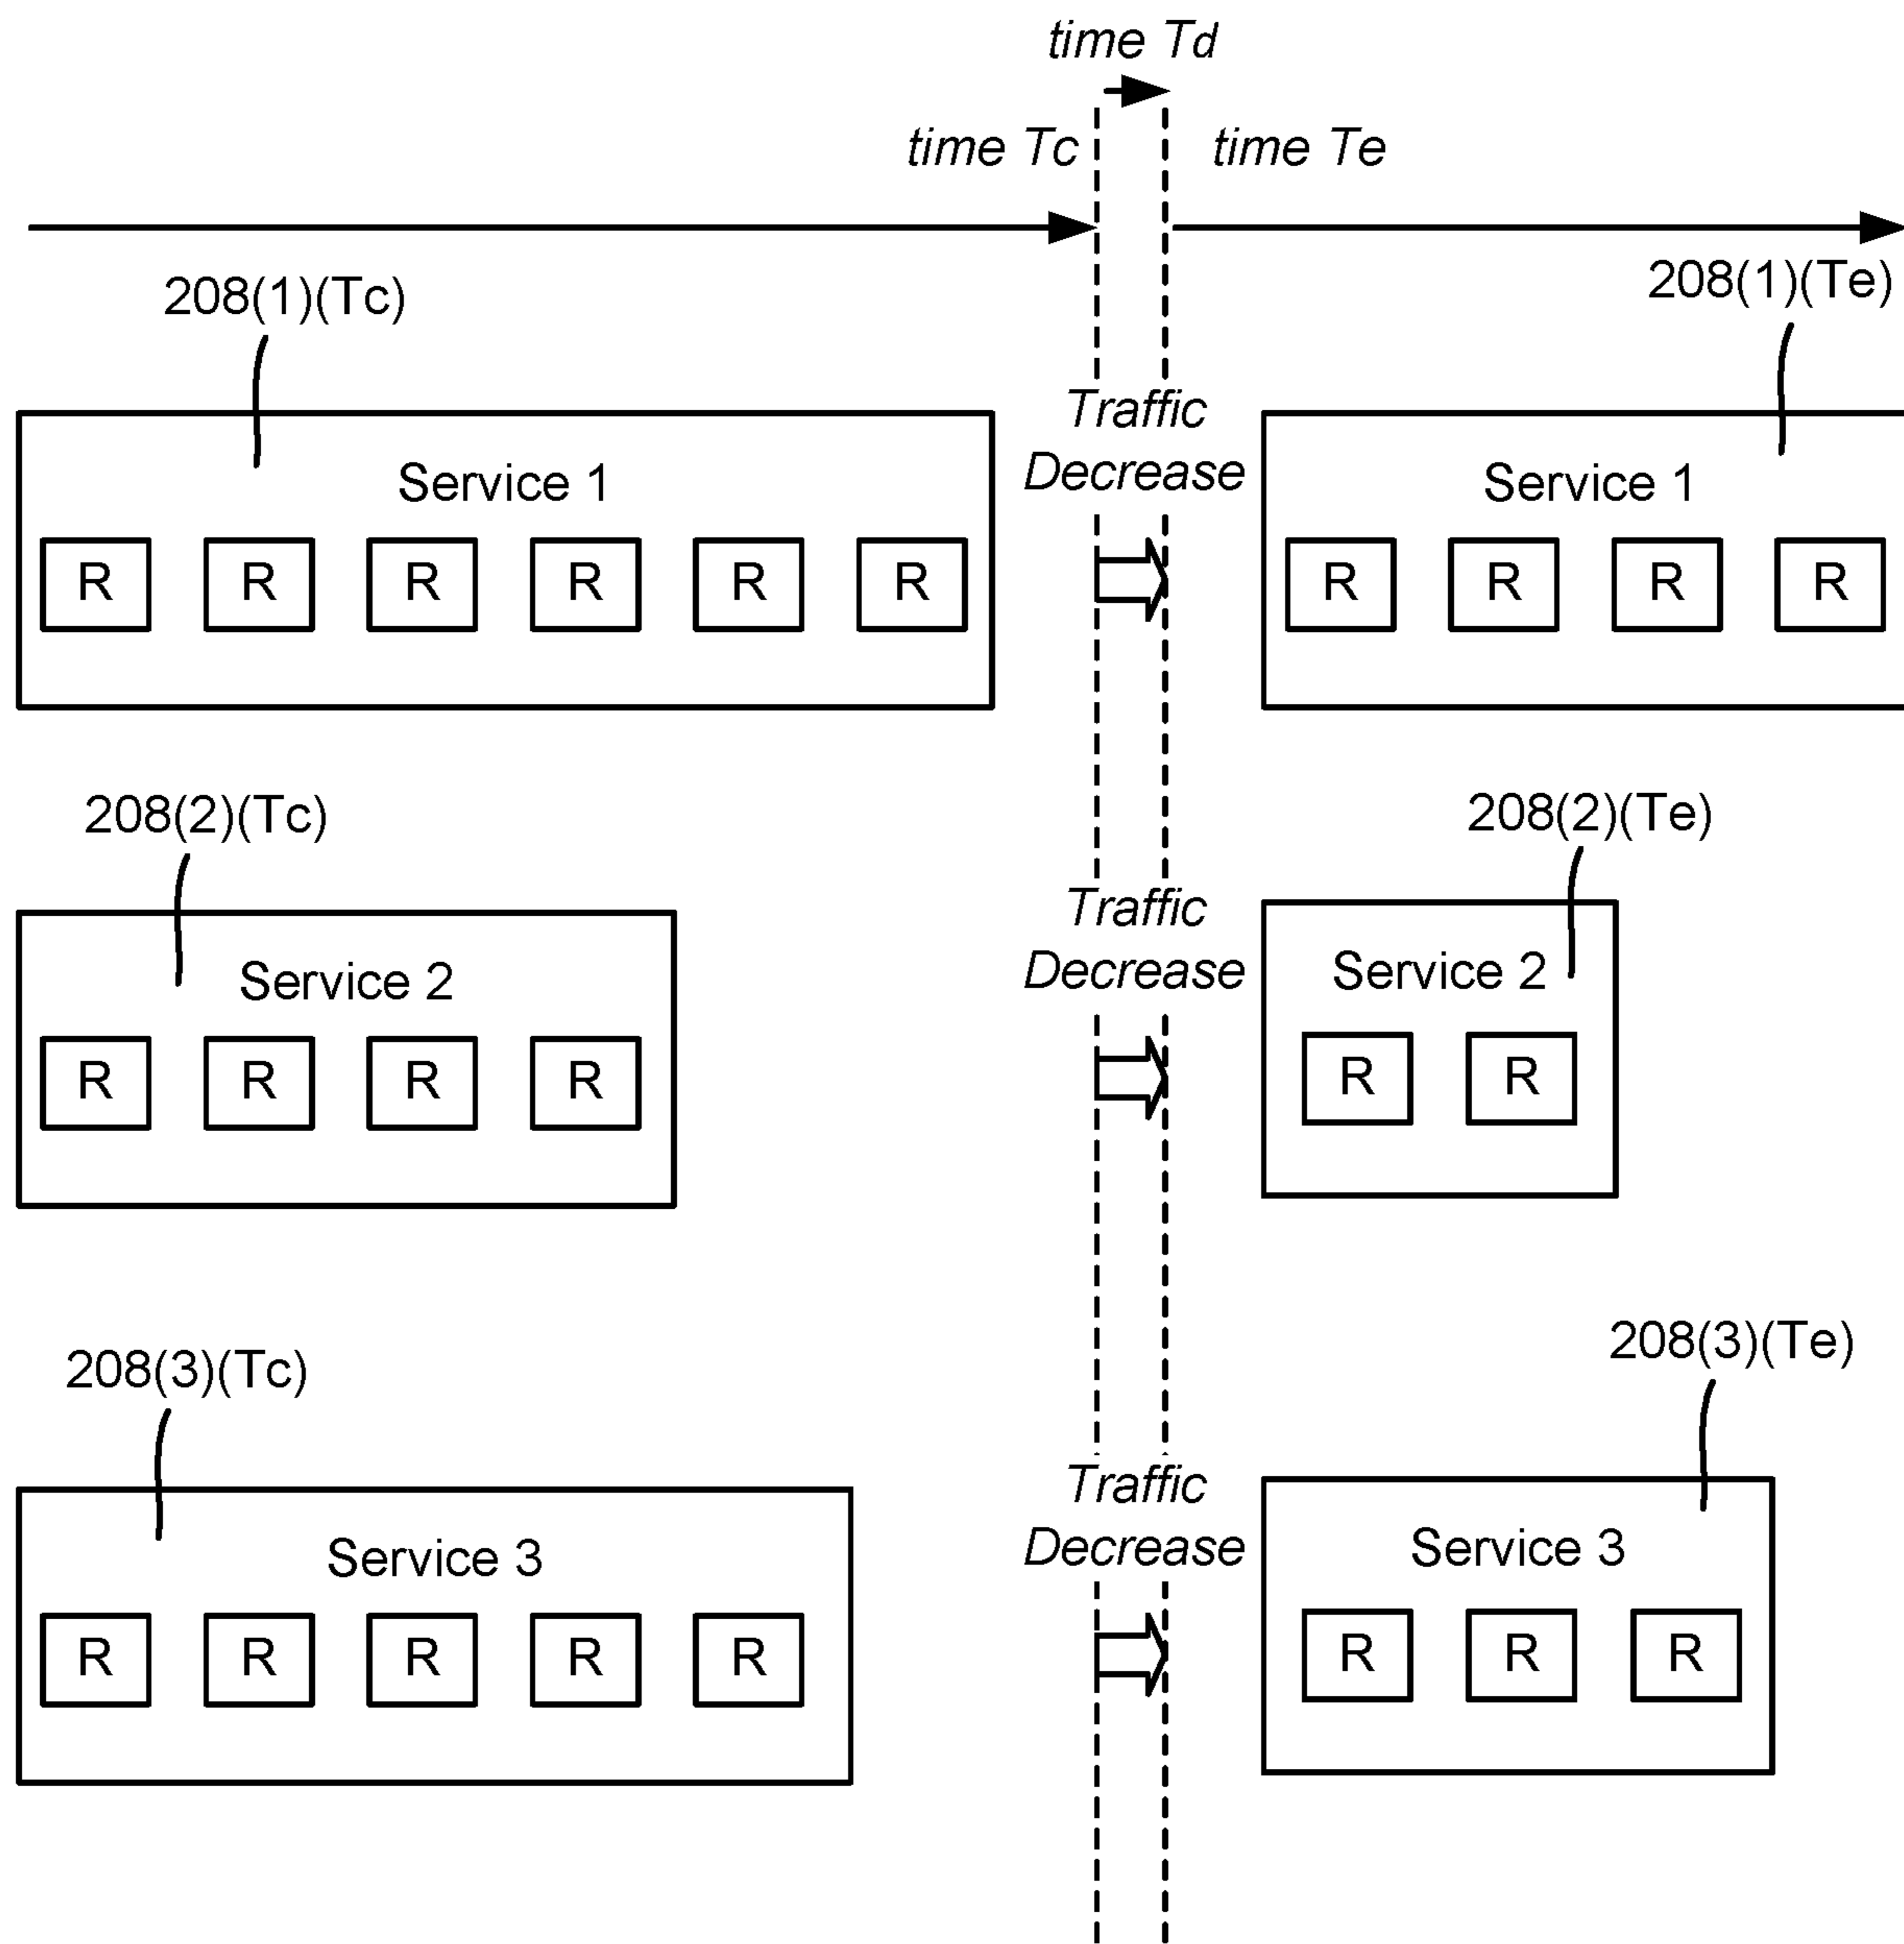 time Td
time Tc
time Te
208(1)(Tc)
208(1)(Te)
Service 1
Traffic
Decrease
Service 1
R R R R R R
R R R R
208(2)(Tc)
208(2)(Te)
Service 2
Traffic
Decrease
Service 2
R R R R
R R
208(3)(Tc)
208(3)(Te)
Service 3
Traffic
Decrease
Service 3
R R R R R
R R R